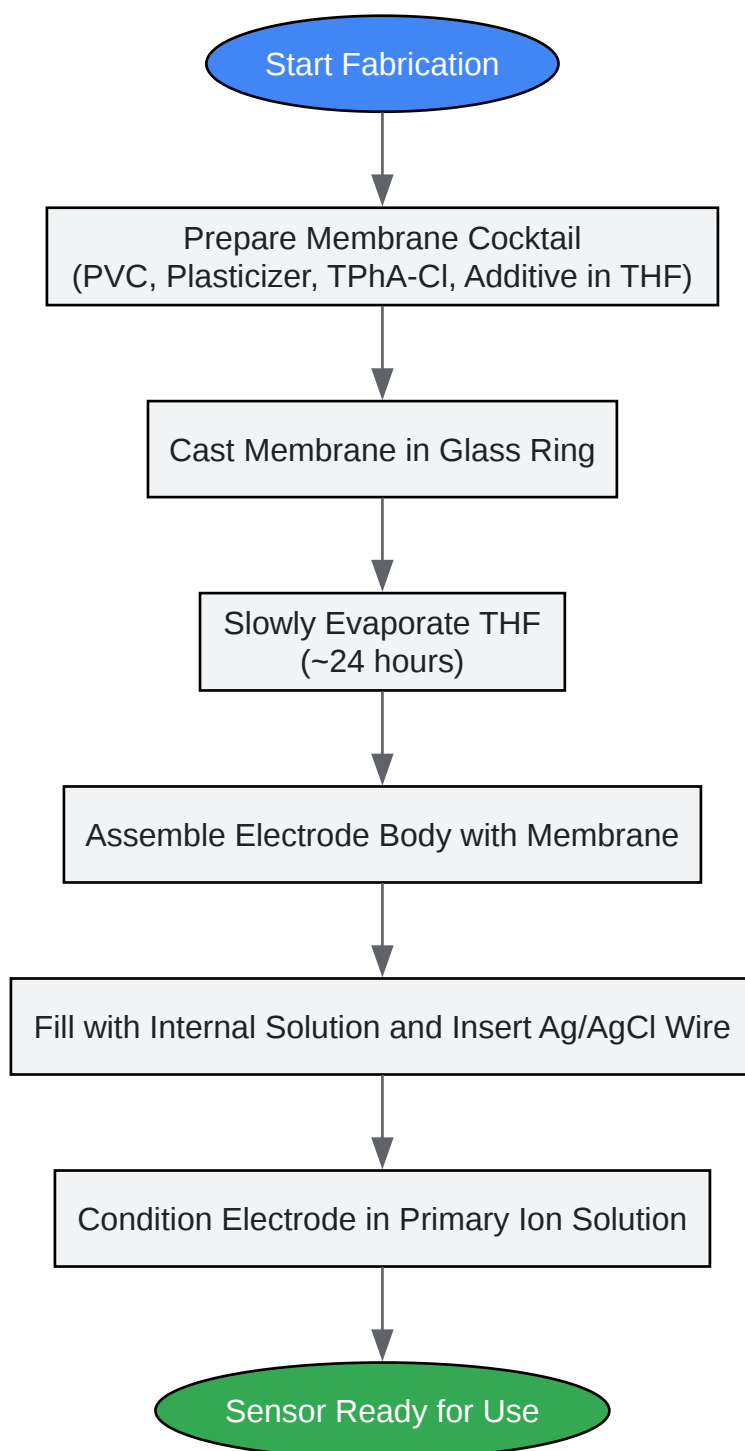 Start Fabrication
Prepare Membrane Cocktail
(PVC, Plasticizer, TPhA-Cl, Additive in THF)
Cast Membrane in Glass Ring
Slowly Evaporate THF
(~24 hours)
Assemble Electrode Body with Membrane
Fill with Internal Solution and Insert Ag/AgCl Wire
Condition Electrode in Primary Ion Solution
Sensor Ready for Use